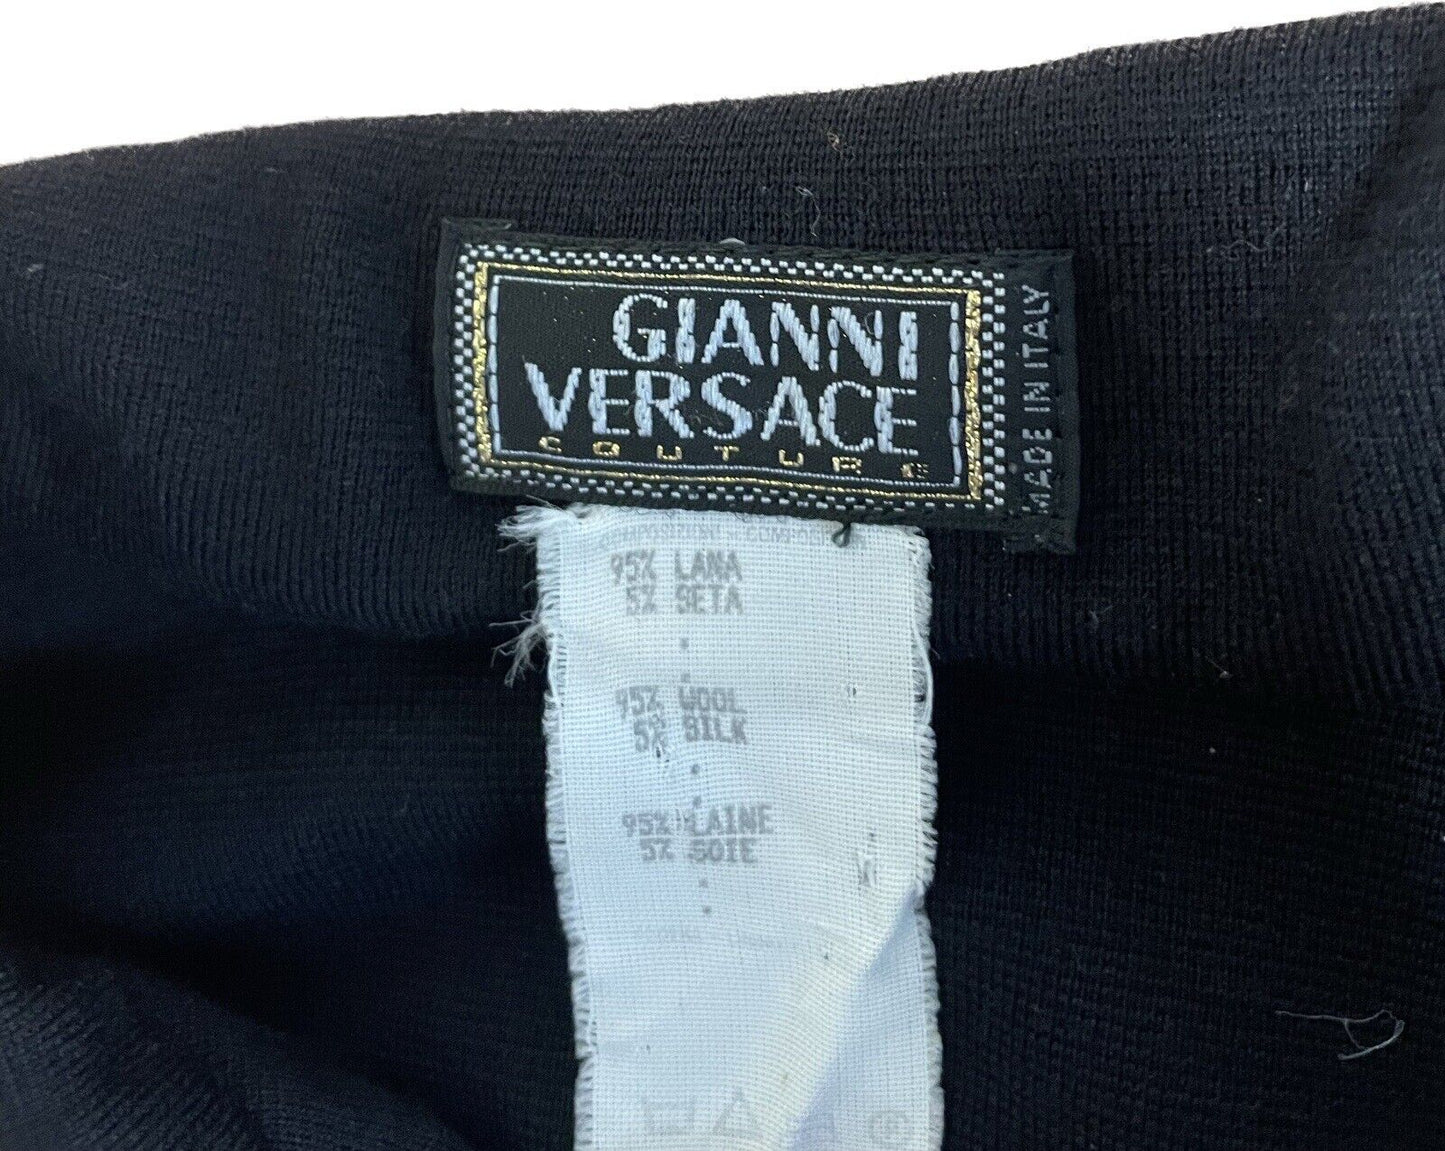 GIANNI
VERSACE
COUTURE
MADE IN ITALY
95% LANA
5% SETA
95% WOOL
5% SILK
95% LAINE
5% SOIE